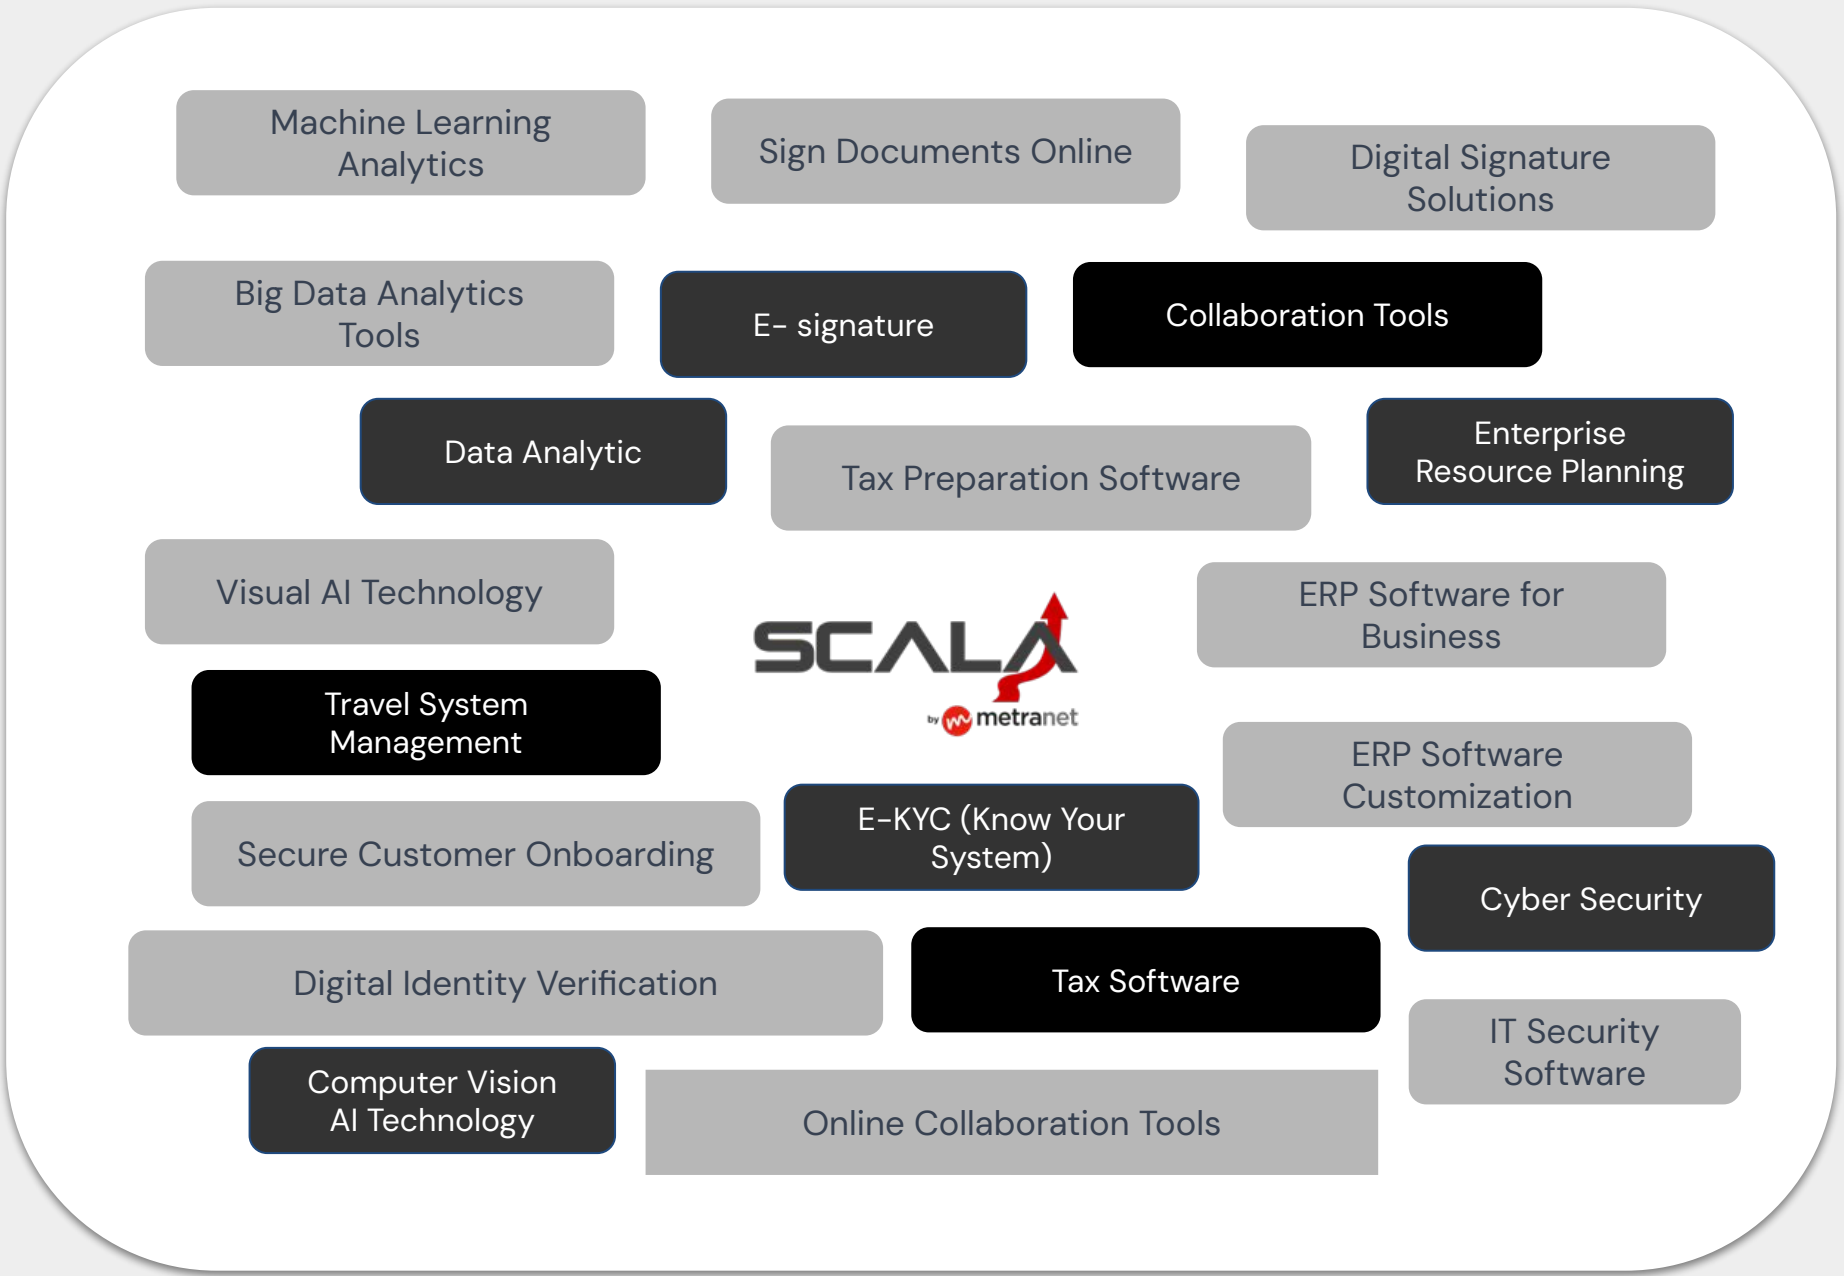 Machine Learning
Analytics
Sign Documents Online
Digital Signature
Solutions
Big Data Analytics
Tools
E- signature
Collaboration Tools
Data Analytic
Tax Preparation Software
Enterprise
Resource Planning
Visual AI Technology
ERP Software for
Business
SCALA
by metranet
Travel System
Management
ERP Software
Customization
Secure Customer Onboarding
E-KYC (Know Your
System)
Cyber Security
Digital Identity Verification
Tax Software
IT Security
Software
Computer Vision
AI Technology
Online Collaboration Tools